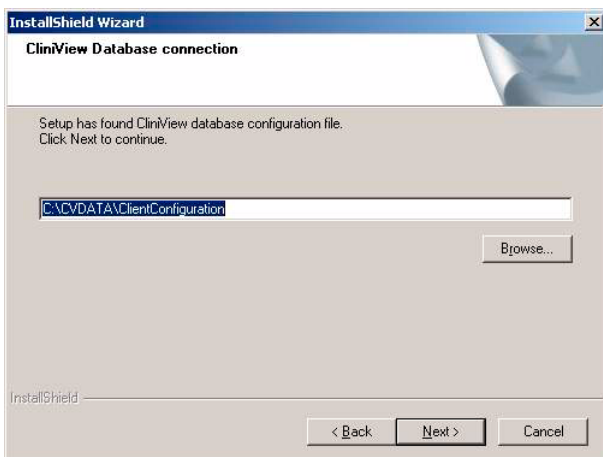 InstallShield Wizard
CliniView Database connection
Setup has found CliniView database configuration file.
Click Next to continue.
C:\CVDATA\ClientConfiguration
Browse...
InstallShield
< Back
Next >
Cancel